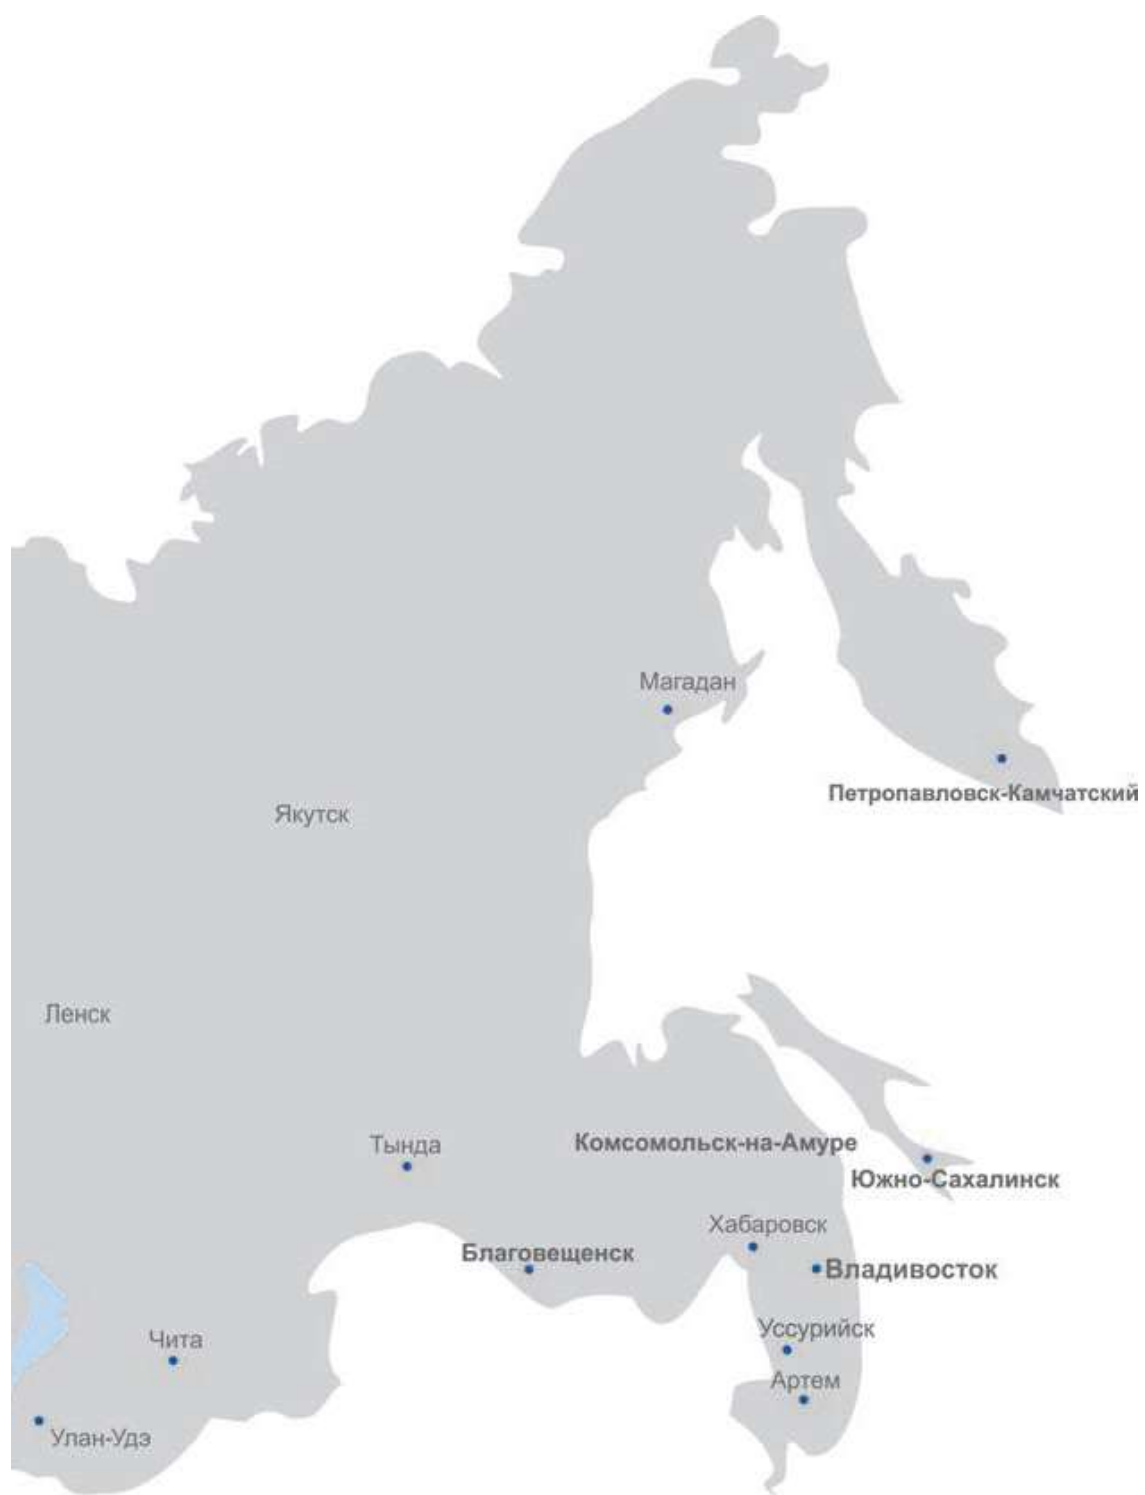 Магадан
Петропавловск-Камчатский
Якутск
Ленск
Комсомольск-на-Амуре
Тында
Южно-Сахалинск
Хабаровск
Благовещенск
Владивосток
Уссурийск
Чита
Артем
Улан-Удэ